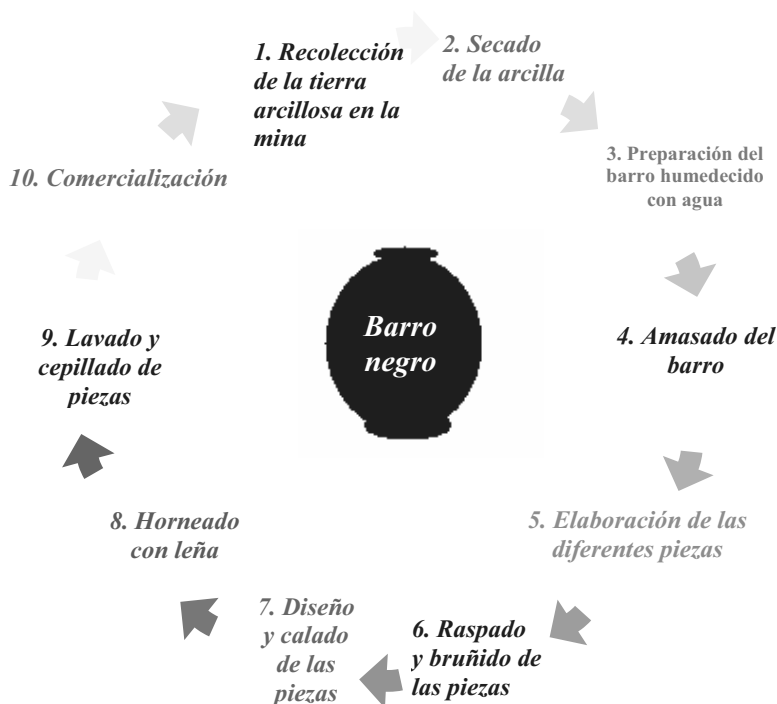 1. Recolección
de la tierra
arcillosa en la
mina
2. Secado
de la arcilla
3. Preparación del
barro humedecido
con agua
4. Amasado del
barro
5. Elaboración de las
diferentes piezas
6. Raspado
y bruñido de
las piezas
7. Diseño
y calado
de las
piezas
8. Horneado
con leña
9. Lavado y
cepillado de
piezas
10. Comercialización
Barro
negro